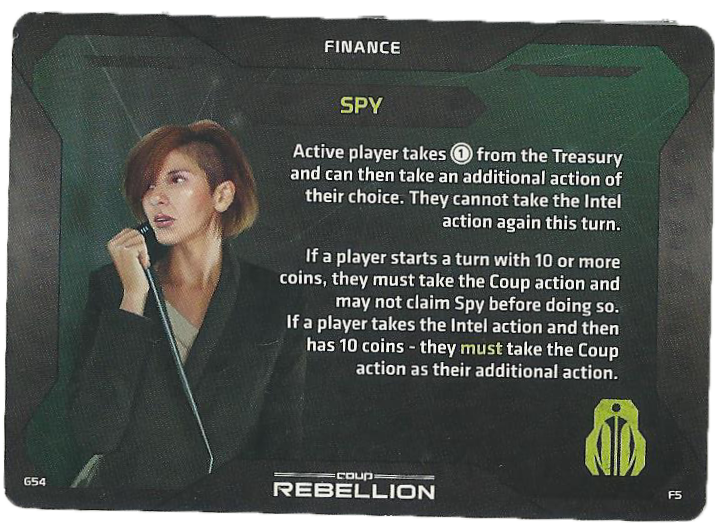 FINANCE
SPY
Active player takes 1 from the Treasury
and can then take an additional action of
their choice. They cannot take the Intel
action again this turn.
If a player starts a turn with 10 or more
coins, they must take the Coup action and
may not claim Spy before doing so.
If a player takes the Intel action and then
has 10 coins - they must take the Coup
action as their additional action.
G54
COUP
REBELLION
F5